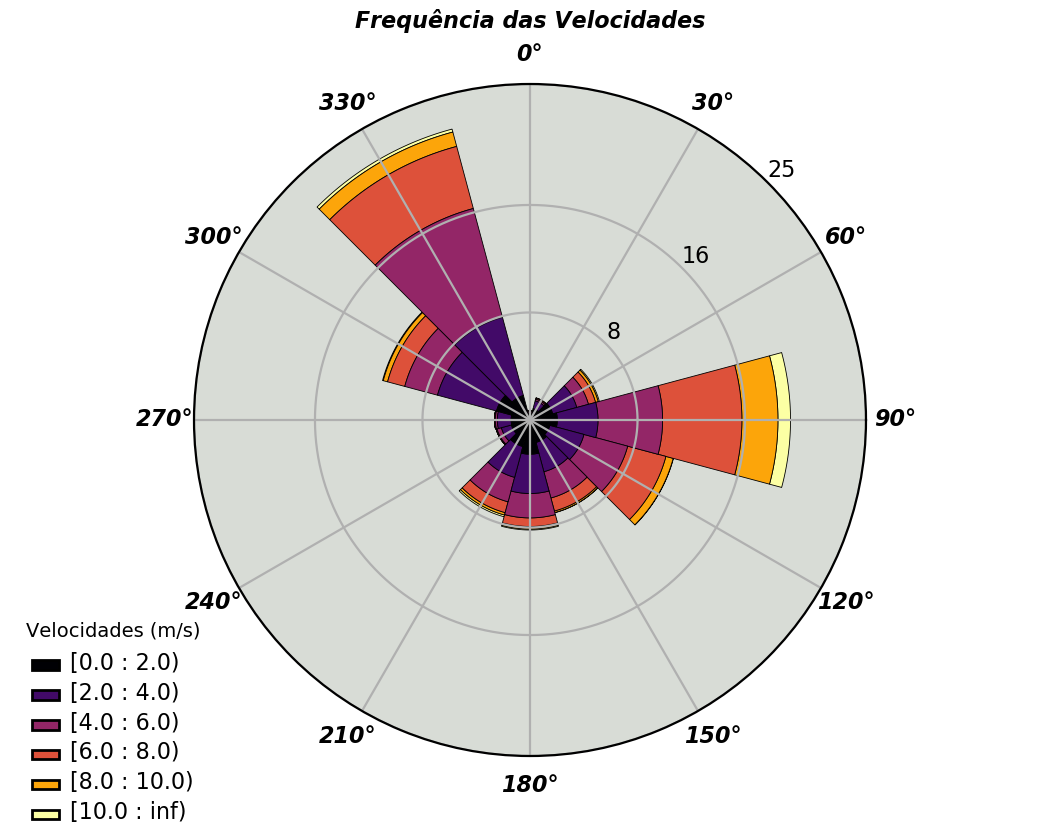 Frequência das Velocidades
0°
330°
30°
25
300°
60°
16
8
270°
90°
240°
120°
210°
150°
180°
Velocidades (m/s)
[0.0 : 2.0)
[2.0 : 4.0)
[4.0 : 6.0)
[6.0 : 8.0)
[8.0 : 10.0)
[10.0 : inf)